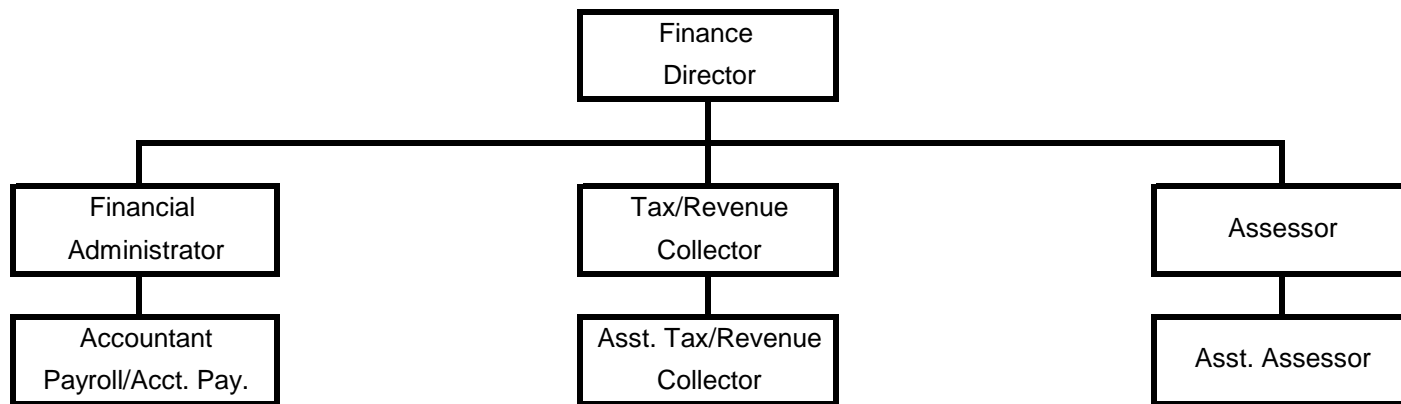 Finance
Director
Financial
Administrator
Tax/Revenue
Collector
Assessor
Accountant
Payroll/Acct. Pay.
Asst. Tax/Revenue
Collector
Asst. Assessor